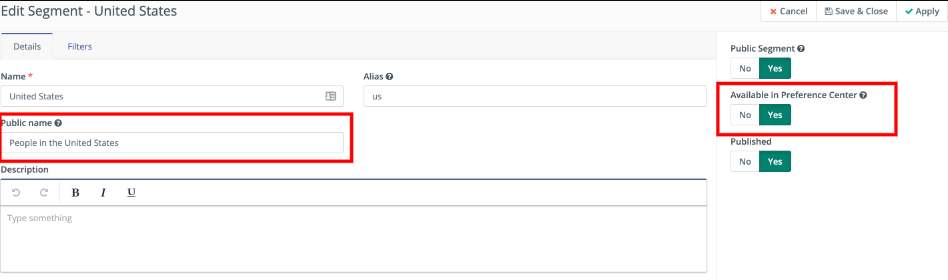 Edit Segment - United States
Cancel Save & Close Apply
Details Filters
Name * Alias
United States us
Public name
People in the United States
Description
B I U
Type something
Public Segment
No Yes
Available in Preference Center
No Yes
Published
No Yes